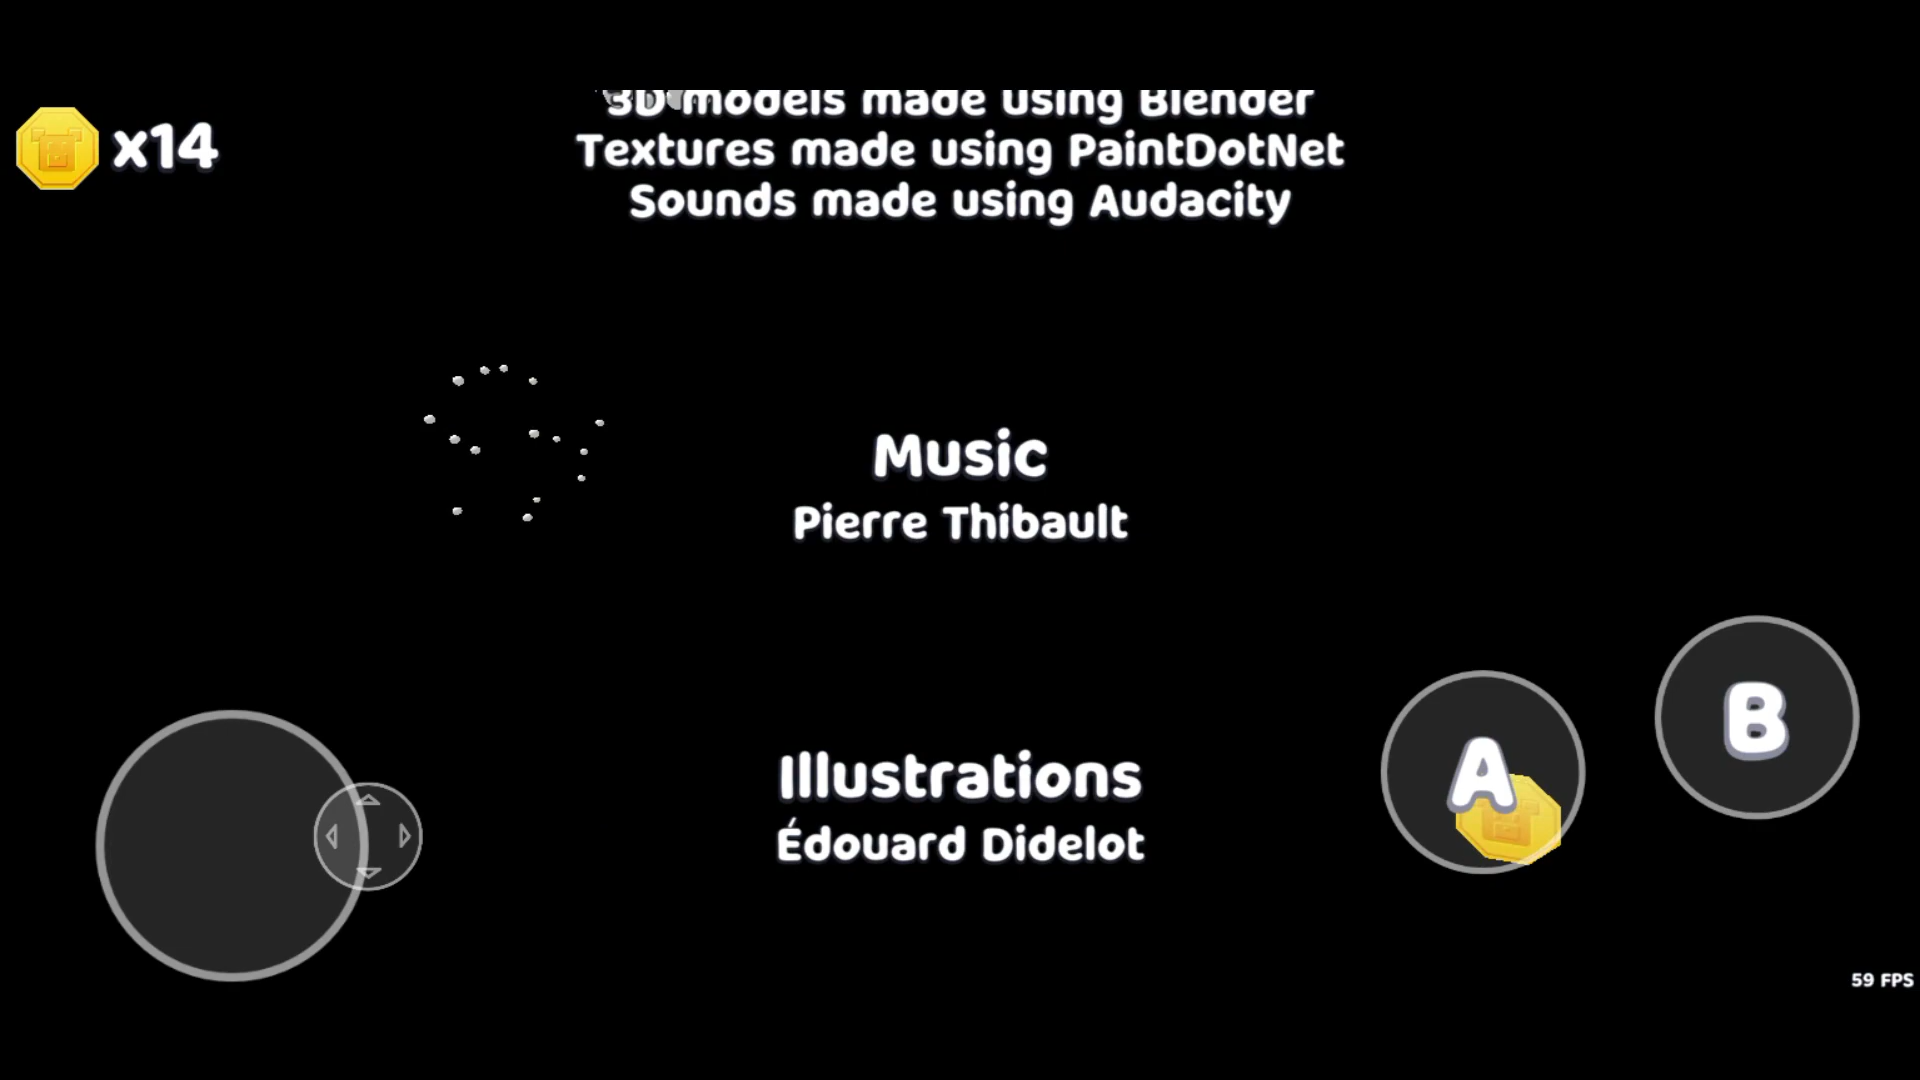 3D models made using Blender
x14
Textures made using PaintDotNet
Sounds made using Audacity
Music
Pierre Thibault
Illustrations
Édouard Didelot
A
B
59 FPS